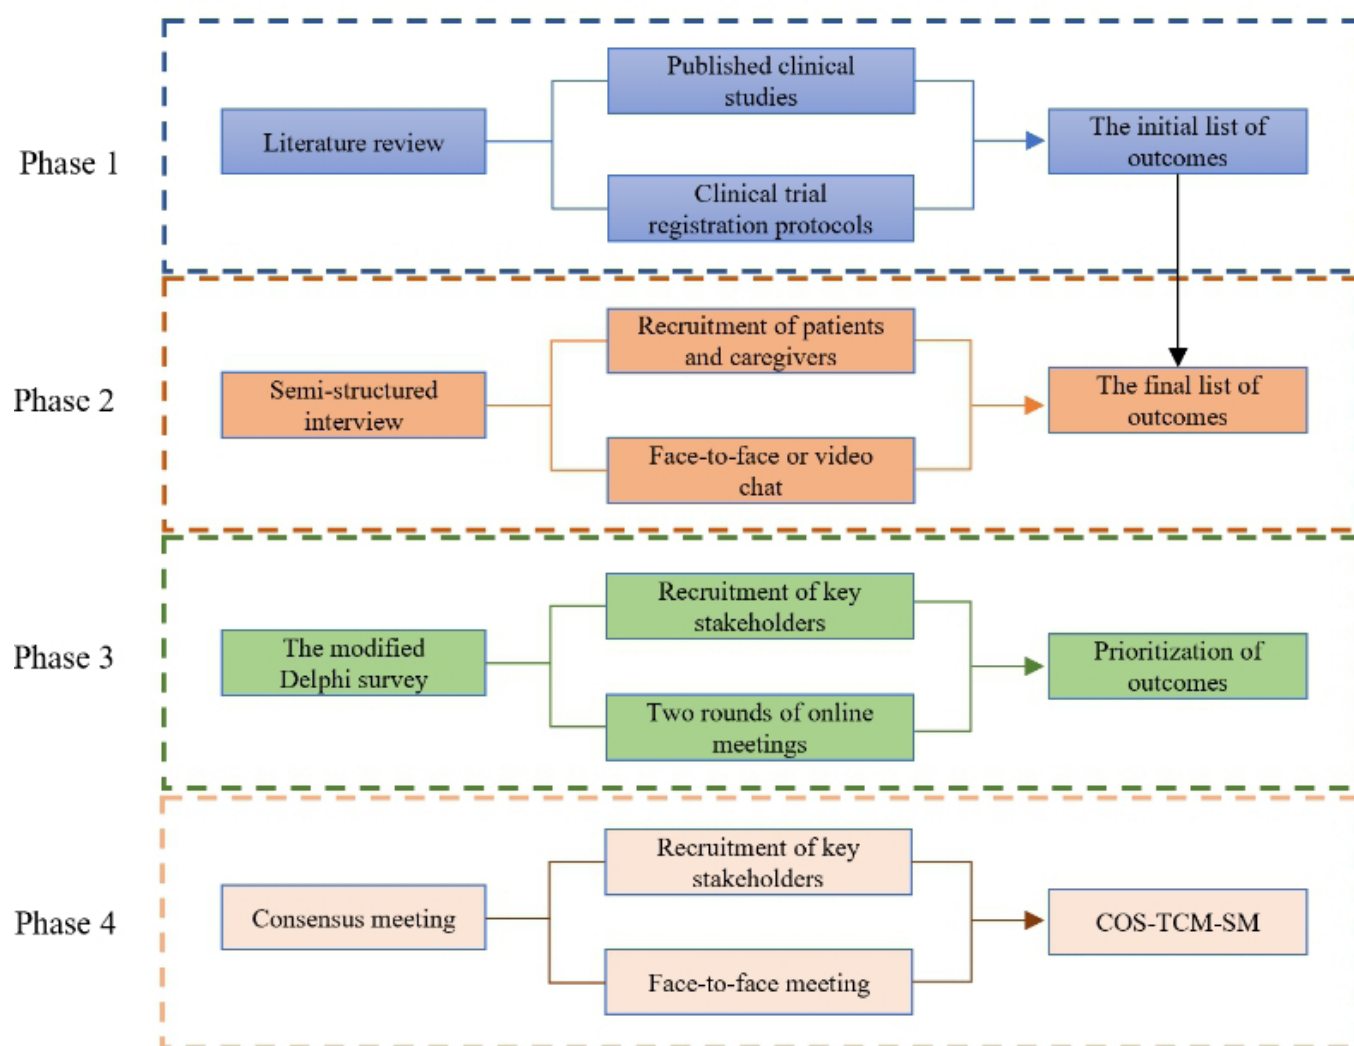 Phase 1
Literature review
Published clinical
studies
Clinical trial
registration protocols
The initial list of
outcomes
Phase 2
Semi-structured
interview
Recruitment of patients
and caregivers
Face-to-face or video
chat
The final list of
outcomes
Phase 3
The modified
Delphi survey
Recruitment of key
stakeholders
Two rounds of online
meetings
Prioritization of
outcomes
Phase 4
Consensus meeting
Recruitment of key
stakeholders
Face-to-face meeting
COS-TCM-SM